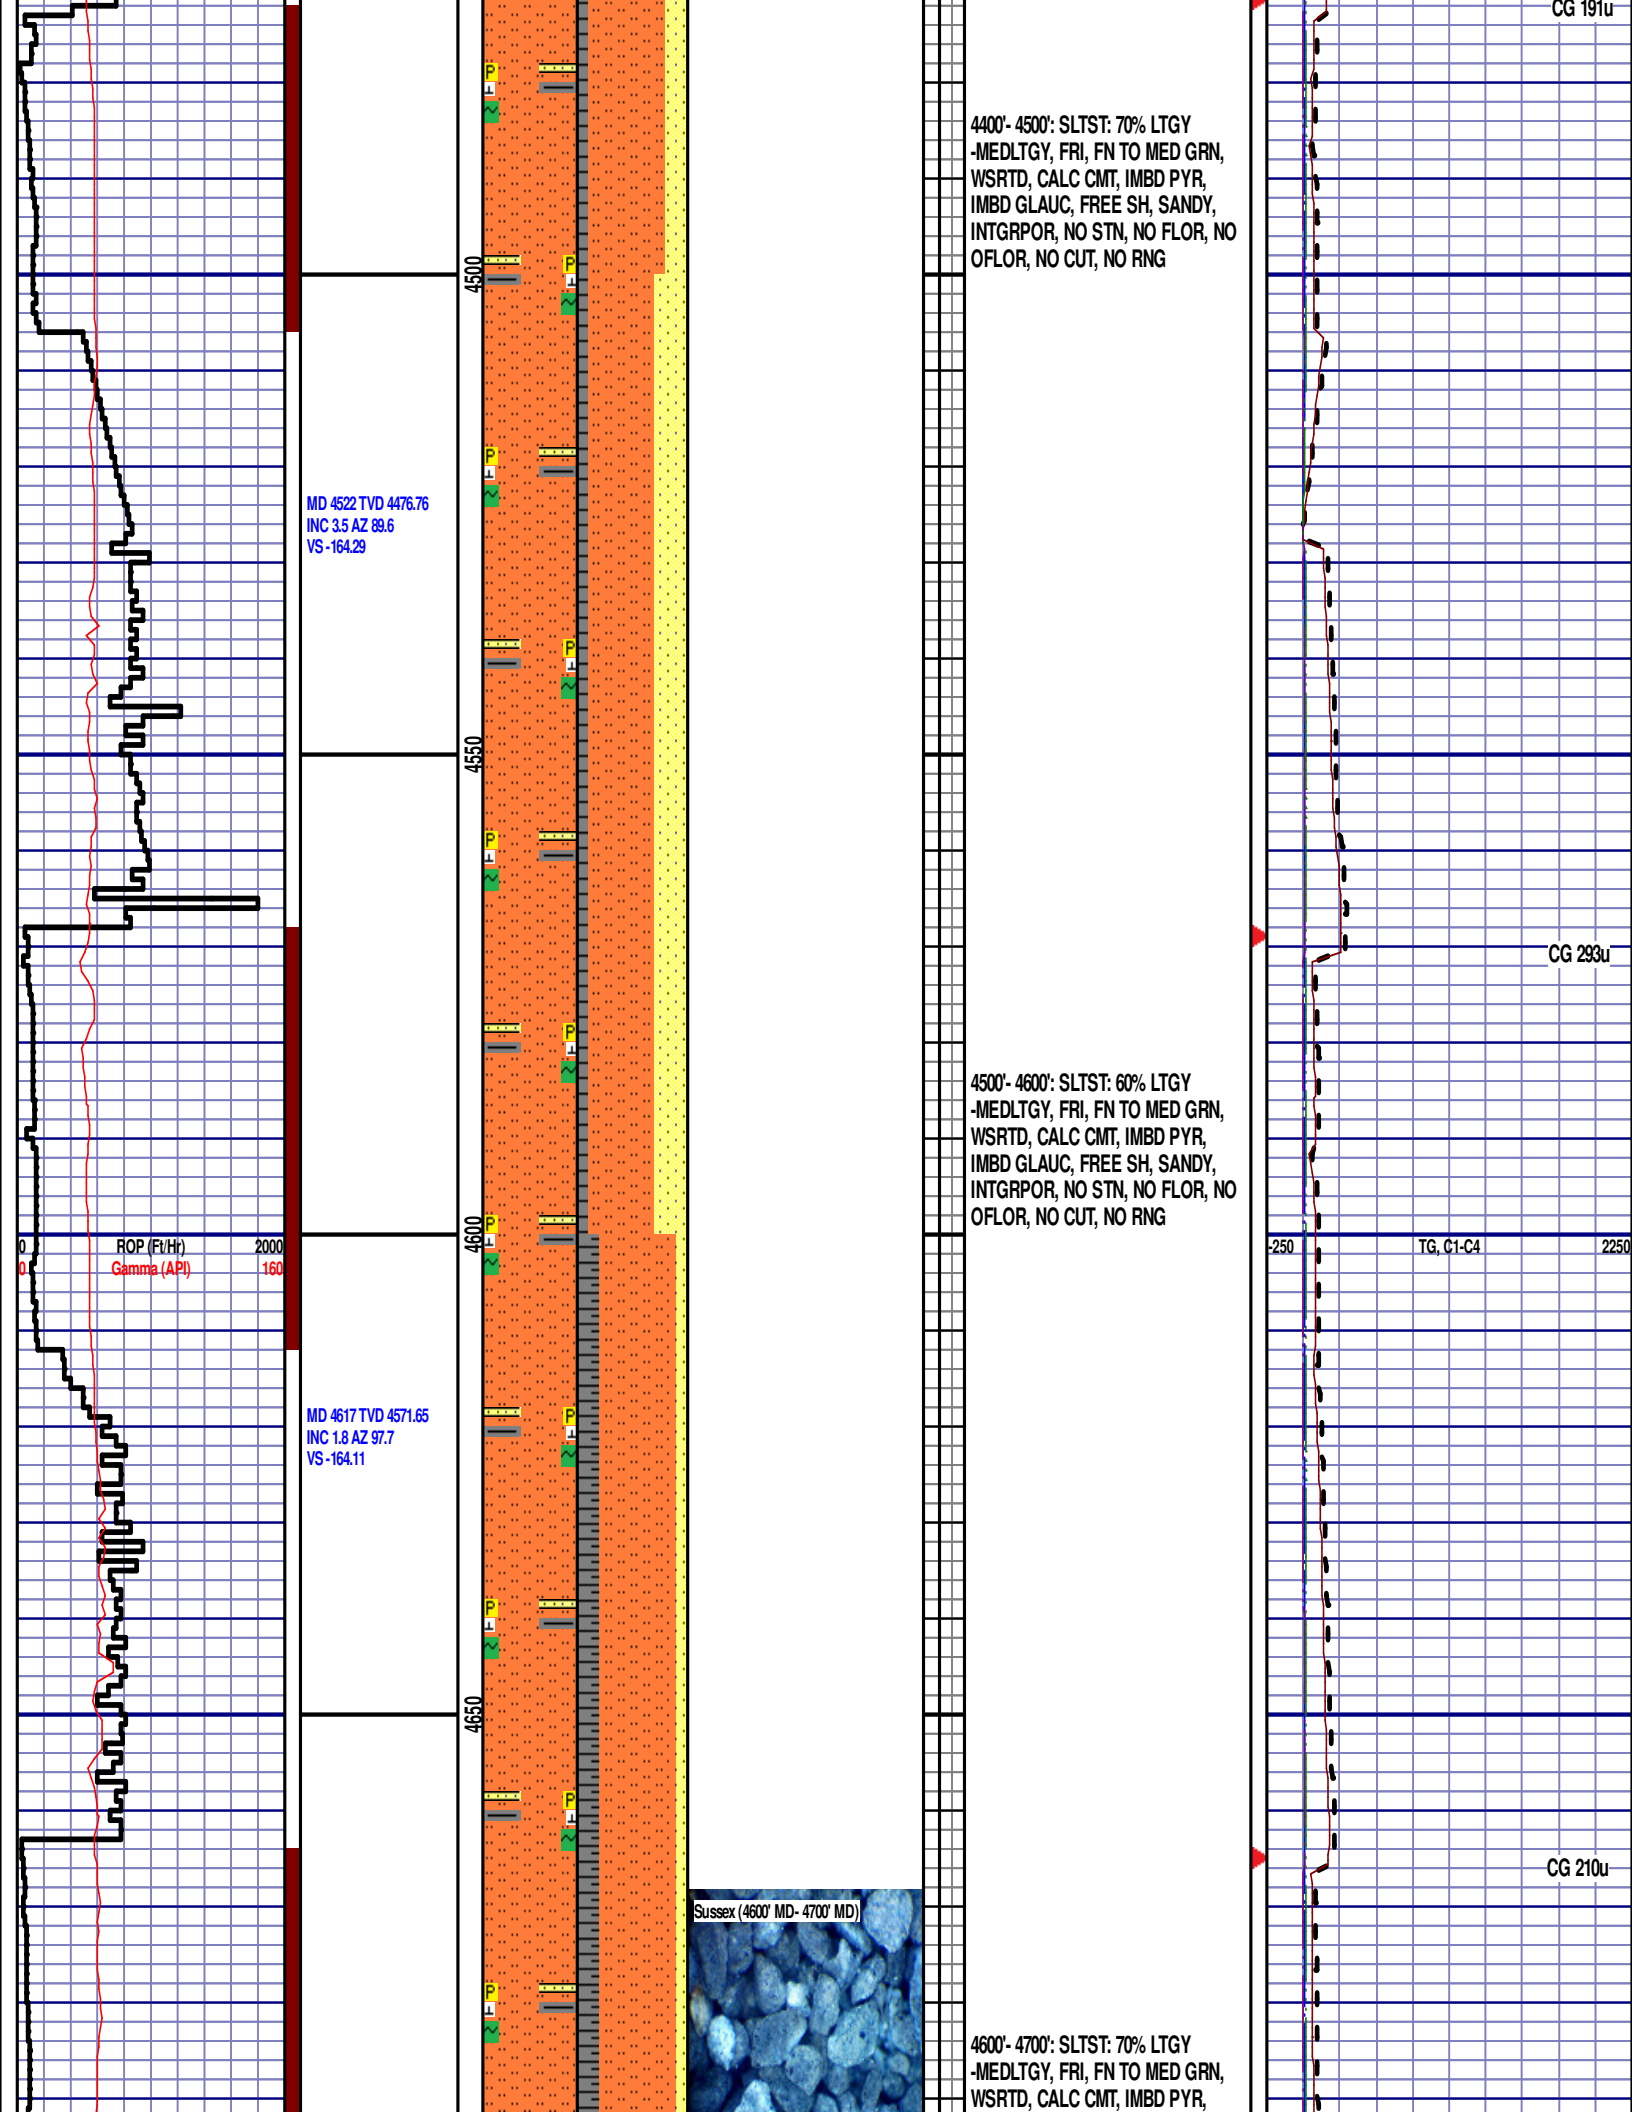 CG 191u
4400'- 4500': SLTST: 70% LTGY
-MEDLTGY, FRI, FN TO MED GRN,
WSRTD, CALC CMT, IMBD PYR,
IMBD GLAUC, FREE SH, SANDY,
INTGRPOR, NO STN, NO FLOR, NO
OFLOR, NO CUT, NO RNG
4500
MD 4522 TVD 4476.76
INC 3.5 AZ 89.6
VS -164.29
4550
CG 293u
4500'- 4600': SLTST: 60% LTGY
-MEDLTGY, FRI, FN TO MED GRN,
WSRTD, CALC CMT, IMBD PYR,
IMBD GLAUC, FREE SH, SANDY,
INTGRPOR, NO STN, NO FLOR, NO
OFLOR, NO CUT, NO RNG
4600
0 ROP (Ft/Hr) 2000
0 Gamma (API) 160
-250 TG, C1-C4 2250
MD 4617 TVD 4571.65
INC 1.8 AZ 97.7
VS -164.11
4650
CG 210u
Sussex (4600' MD- 4700' MD)
4600'- 4700': SLTST: 70% LTGY
-MEDLTGY, FRI, FN TO MED GRN,
WSRTD, CALC CMT, IMBD PYR,
P
P
P
P
P
P
P
P
P
P
P